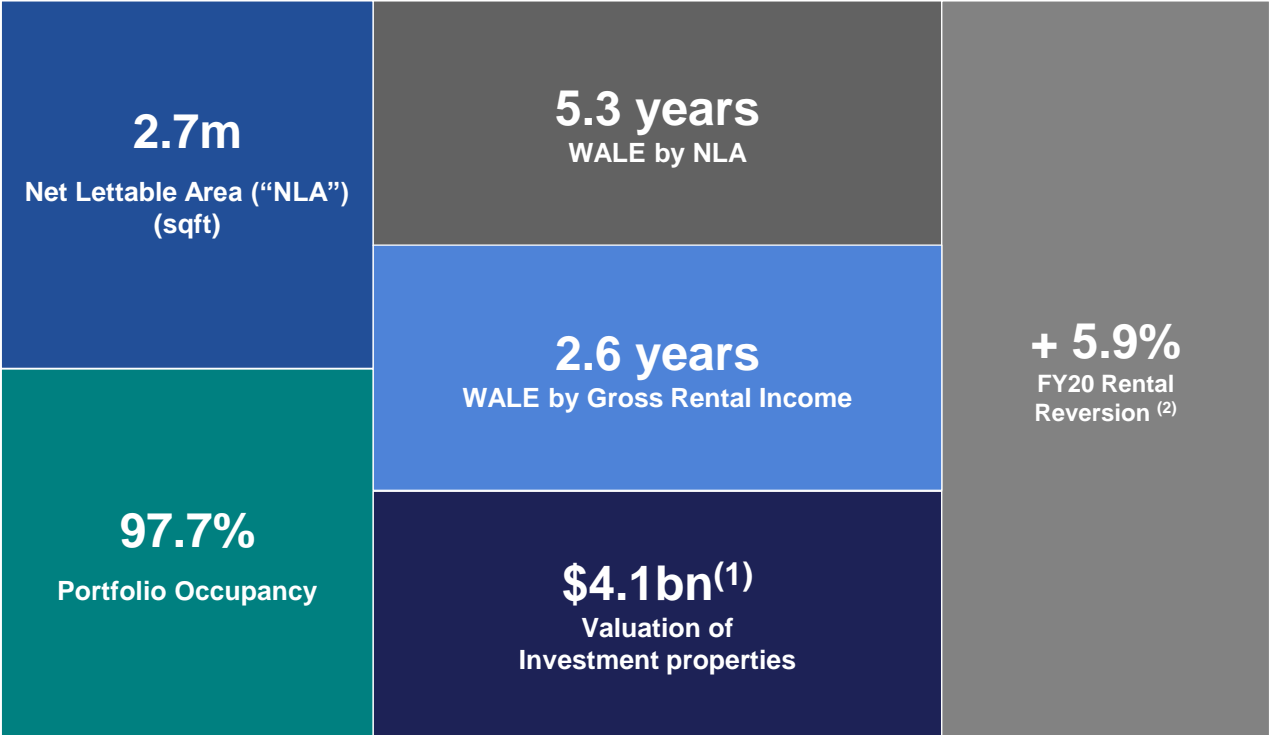 2.7m
Net Lettable Area (“NLA”)
(sqft)
97.7%
Portfolio Occupancy
5.3 years
WALE by NLA
2.6 years
WALE by Gross Rental Income
$4.1bn(1)
Valuation of
Investment properties
+ 5.9%
FY20 Rental
Reversion (2)